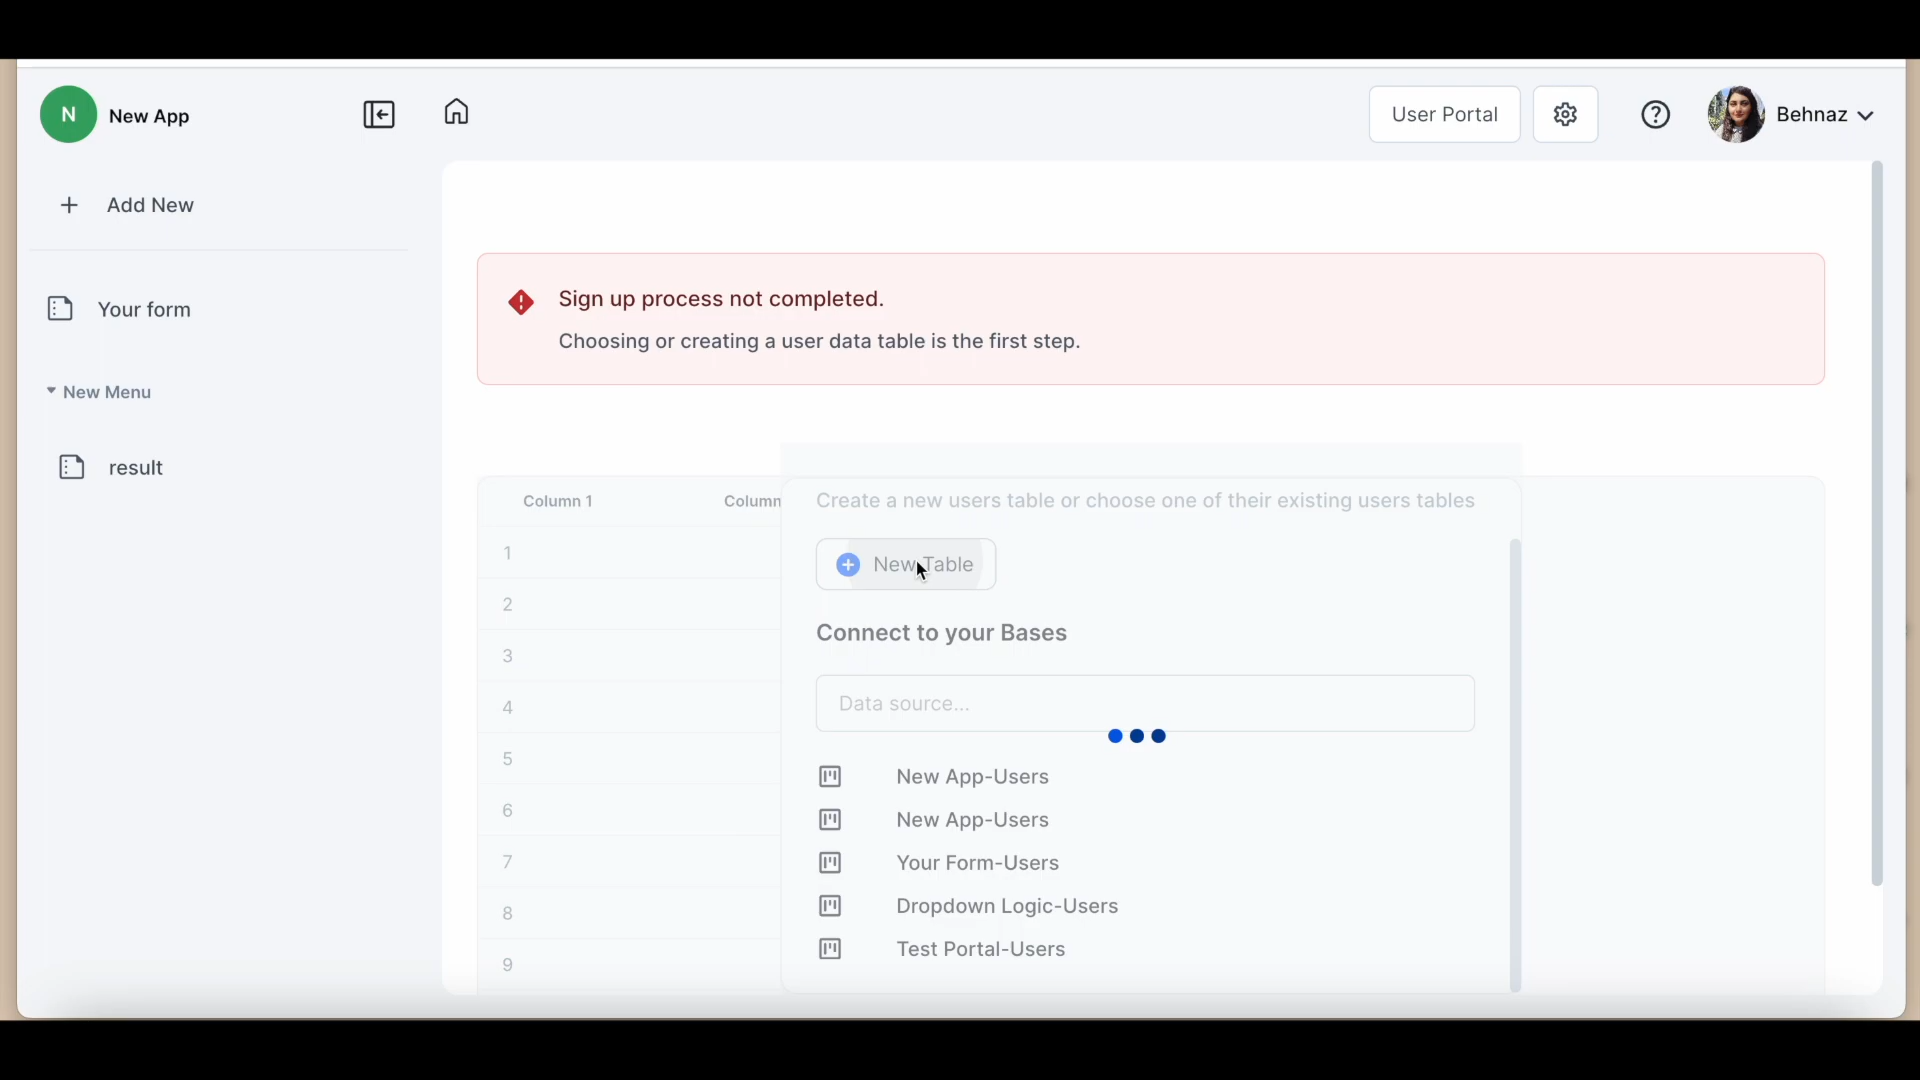 N New App
User Portal
Behnaz
Add New
Your form
New Menu
result
Sign up process not completed.
Choosing or creating a user data table is the first step.
Column 1 Column
Create a new users table or choose one of their existing users tables
New Table
Connect to your Bases
Data source...
New App-Users
New App-Users
Your Form-Users
Dropdown Logic-Users
Test Portal-Users
1
2
3
4
5
6
7
8
9